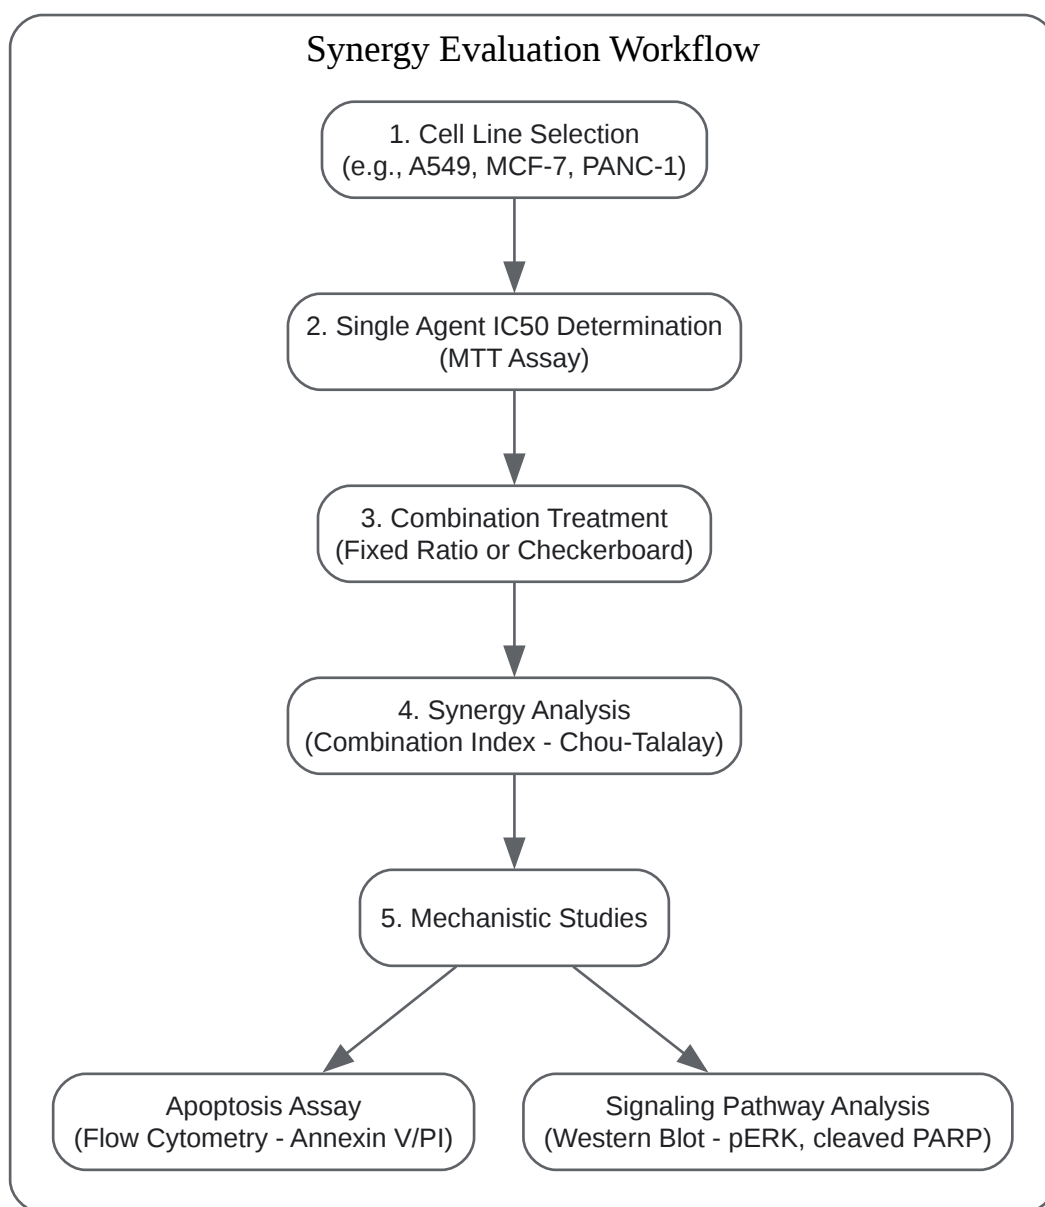 Synergy Evaluation Workflow
1. Cell Line Selection
(e.g., A549, MCF-7, PANC-1)
2. Single Agent IC50 Determination
(MTT Assay)
3. Combination Treatment
(Fixed Ratio or Checkerboard)
4. Synergy Analysis
(Combination Index - Chou-Talalay)
5. Mechanistic Studies
Apoptosis Assay
(Flow Cytometry - Annexin V/PI)
Signaling Pathway Analysis
(Western Blot - pERK, cleaved PARP)